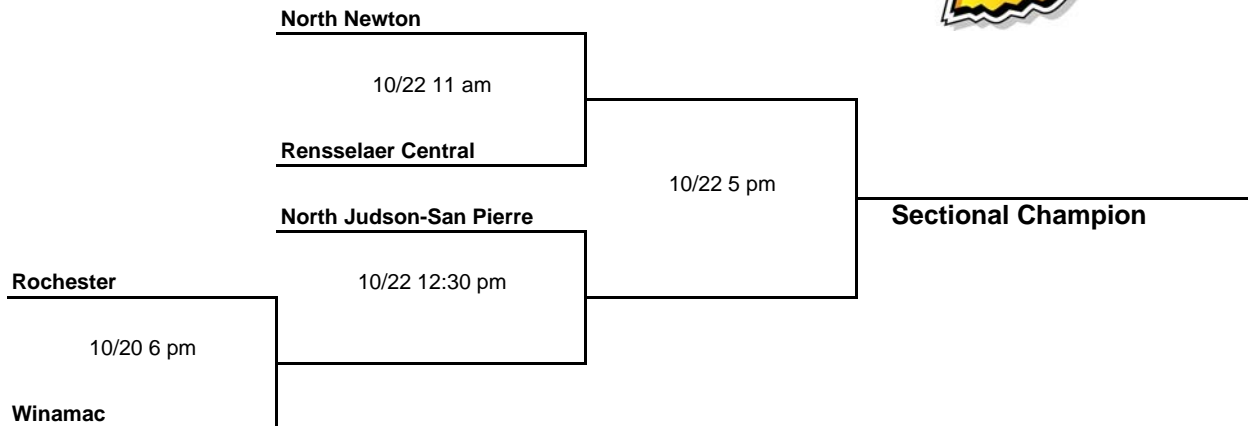 North Newton
10/22 11 am
Rensselaer Central
10/22 5 pm
North Judson-San Pierre
Sectional Champion
Rochester
10/22 12:30 pm
10/20 6 pm
Winamac